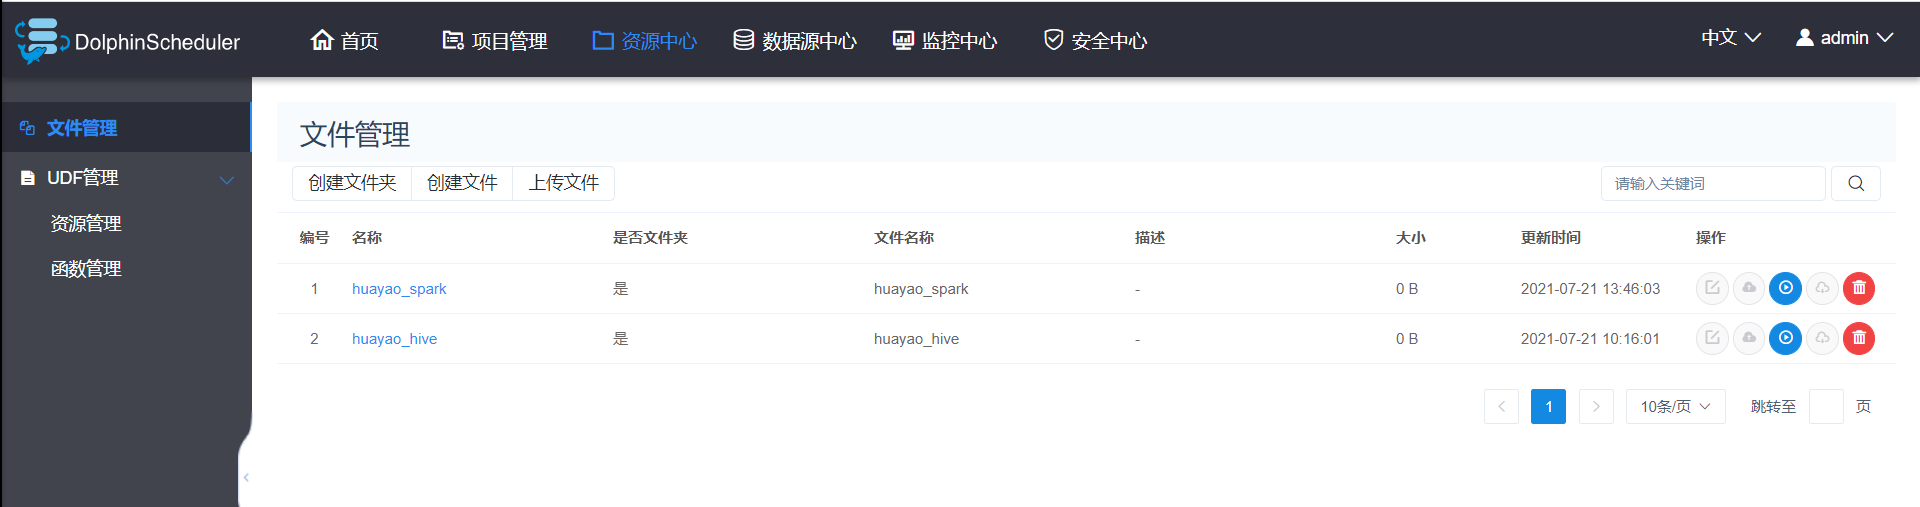 DolphinScheduler 首页 项目管理 资源中心 数据源中心 监控中心 安全中心 中文 admin
文件管理
UDF管理
资源管理
函数管理
文件管理
创建文件夹 创建文件 上传文件 请输入关键词
编号 名称 是否文件夹 文件名称 描述 大小 更新时间 操作
1 huayao_spark 是 huayao_spark - 0 B 2021-07-21 13:46:03
2 huayao_hive 是 huayao_hive - 0 B 2021-07-21 10:16:01
1 10条/页 跳转至 页